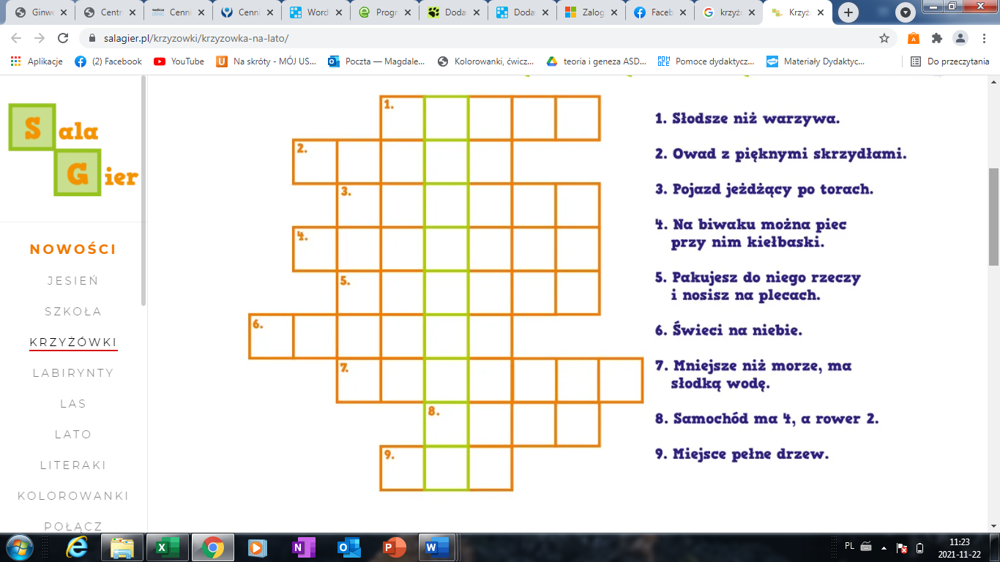 Ginwe
Centr
Cenni
Cenni
Word
Progr
Doda
Doda
Zalog
Faceb
krzyżo
Krzyż
salagier.pl/krzyzowki/krzyzowka-na-lato/
Aplikacje
(2) Facebook
YouTube
Na skróty – MÓJ US...
Poczta — Magdale...
Kolorowanki, ćwicz...
teoria i geneza ASD...
Pomoce dydaktycz...
Materiały Dydaktyc...
Do przeczytania
Sala
Gier
NOWOŚCI
JESIEŃ
SZKOŁA
KRZYŻÓWKI
LABIRYNTY
LAS
LATO
LITERAKI
KOLOROWANKI
POŁĄCZ
1.
2.
3.
4.
5.
6.
7.
8.
9.
1. Słodsze niż warzywa.
2. Owad z pięknymi skrzydłami.
3. Pojazd jeżdżący po torach.
4. Na biwaku można piec
przy nim kiełbaski.
5. Pakujesz do niego rzeczy
i nosisz na plecach.
6. Świeci na niebie.
7. Mniejsze niż morze, ma
słodką wodę.
8. Samochód ma 4, a rower 2.
9. Miejsce pełne drzew.
PL
11:23
2021-11-22